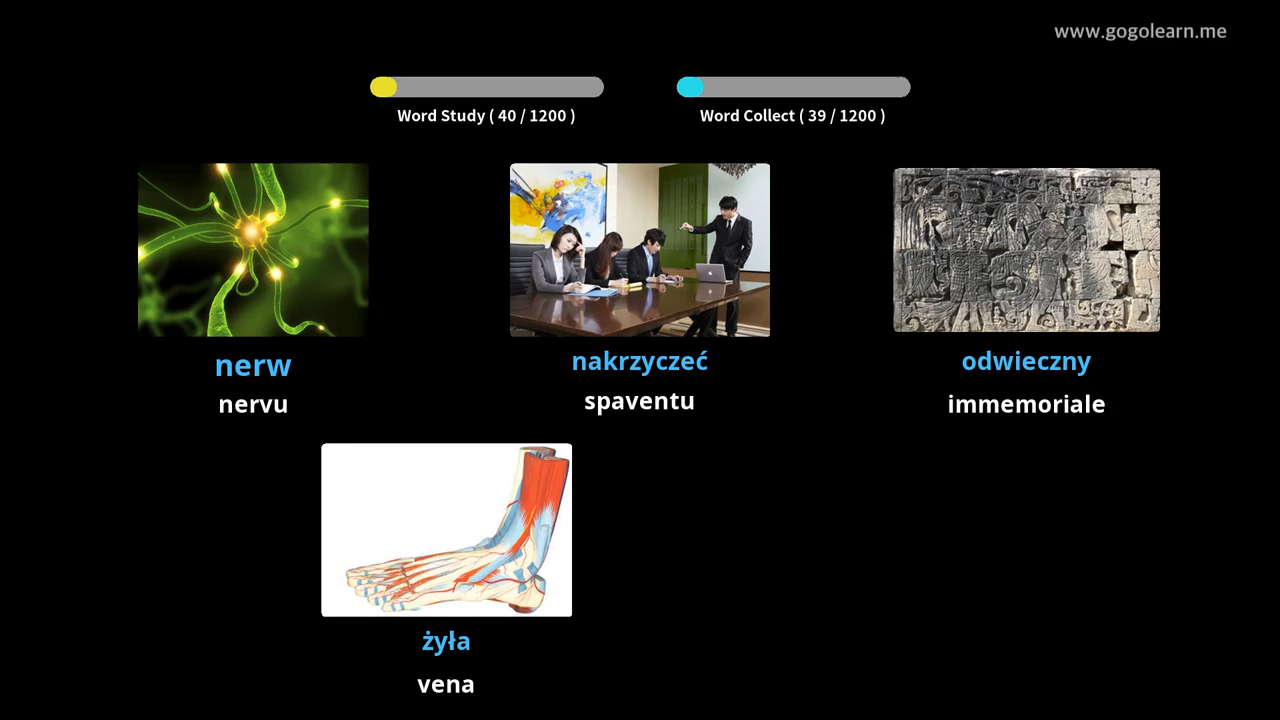 www.gogolearn.me
Word Study ( 40 / 1200 )
Word Collect ( 39 / 1200 )
nerw
nervu
nakrzyczeć
spaventu
odwieczny
immemoriale
żyła
vena